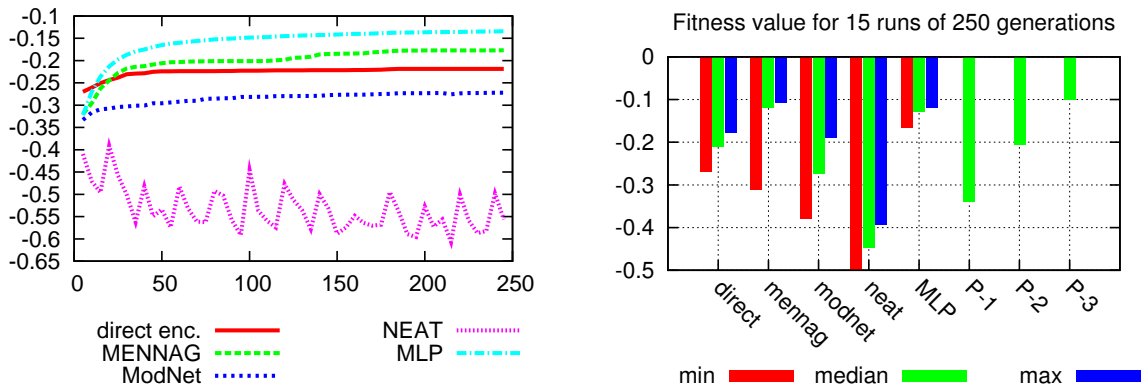 -0.1
-0.15
-0.2
-0.25
-0.3
-0.35
-0.4
-0.45
-0.5
-0.55
-0.6
-0.65
0 50 100 150 200 250
direct enc. NEAT
MENNAG MLP
ModNet
Fitness value for 15 runs of 250 generations
0
-0.1
-0.2
-0.3
-0.4
-0.5
direct mennag modnet neat MLP P-1 P-2 P-3
min median max